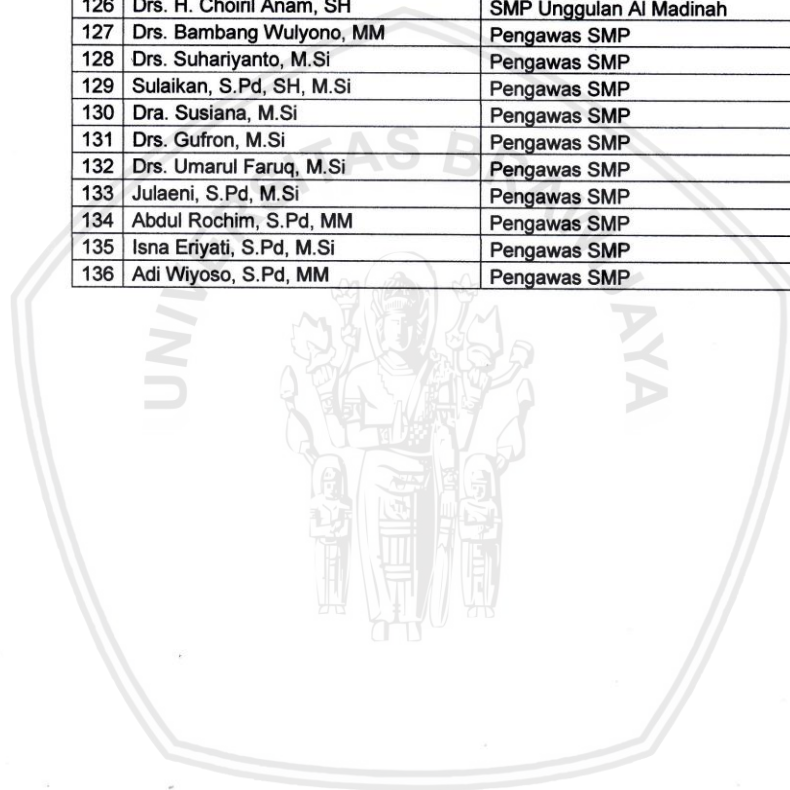 126 Drs. H. Choiril Anam, SH SMP Unggulan Al Madinah
127 Drs. Bambang Wulyono, MM Pengawas SMP
128 Drs. Suhariyanto, M.Si Pengawas SMP
129 Sulaikan, S.Pd, SH, M.Si Pengawas SMP
130 Dra. Susiana, M.Si Pengawas SMP
131 Drs. Gufron, M.Si Pengawas SMP
132 Drs. Umarul Faruq, M.Si Pengawas SMP
133 Julaeni, S.Pd, M.Si Pengawas SMP
134 Abdul Rochim, S.Pd, MM Pengawas SMP
135 Isna Eriyati, S.Pd, M.Si Pengawas SMP
136 Adi Wiyoso, S.Pd, MM Pengawas SMP
UNIVERSITAS BRAWIJAYA